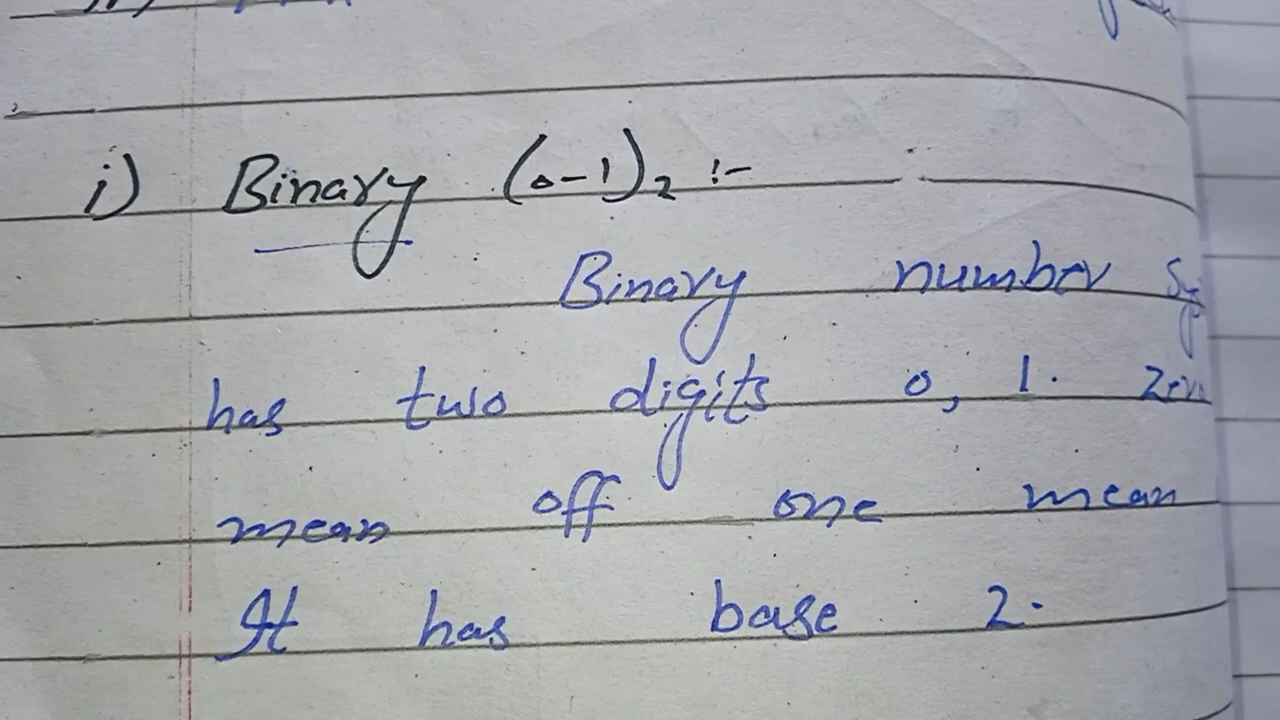 i) Binary (0-1)₂ :-
Binary number
has two digits 0, 1.
mean off one mean
It has base 2.